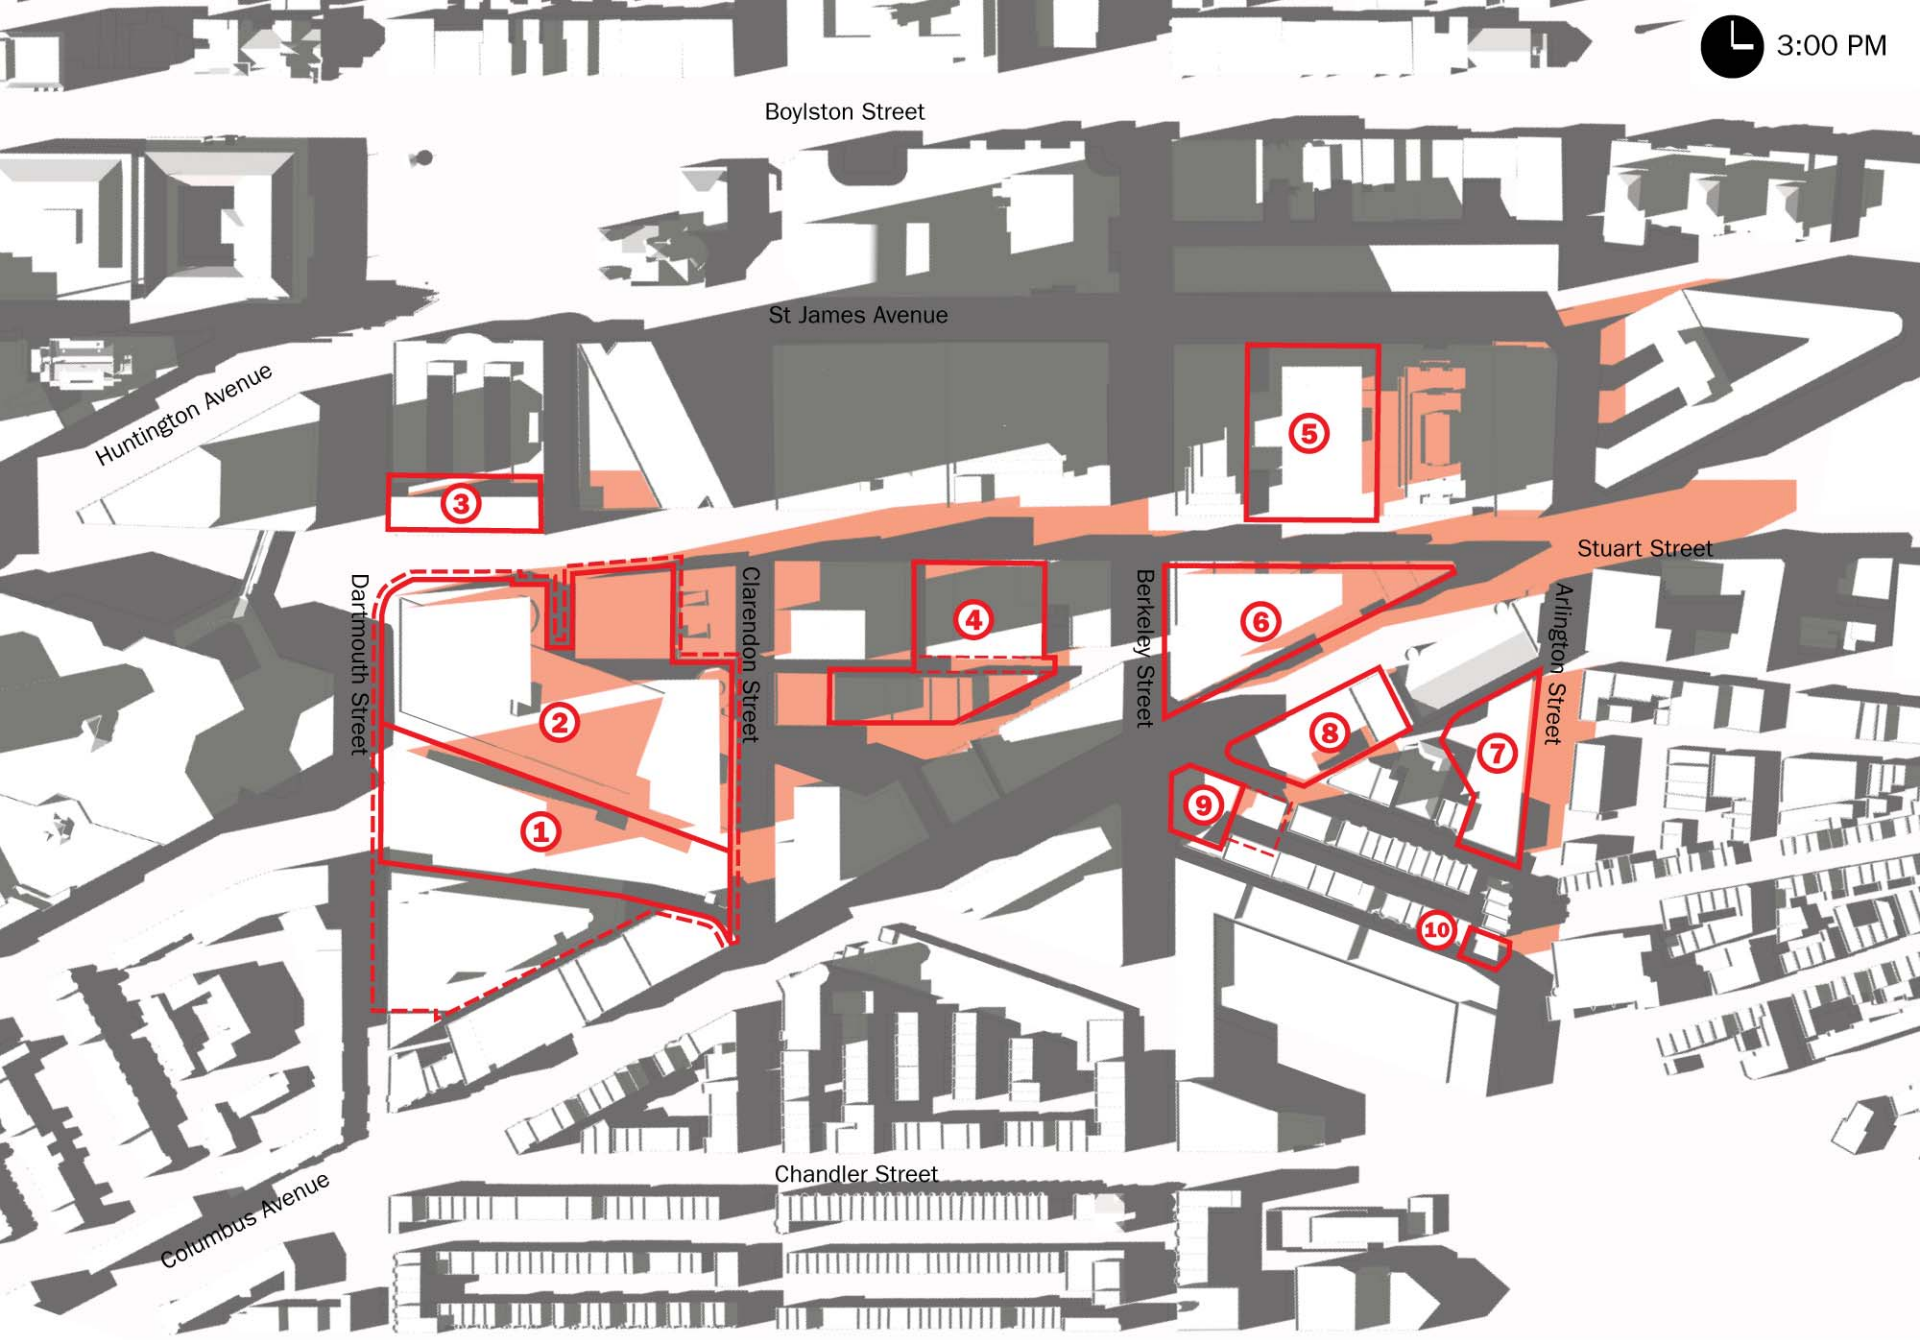 3:00 PM
Boylston Street
St James Avenue
Huntington Avenue
5
3
Stuart Street
Dartmouth Street
Clarendon Street
4
Berkeley Street
6
Arlington Street
2
8
7
9
1
10
Chandler Street
Columbus Avenue